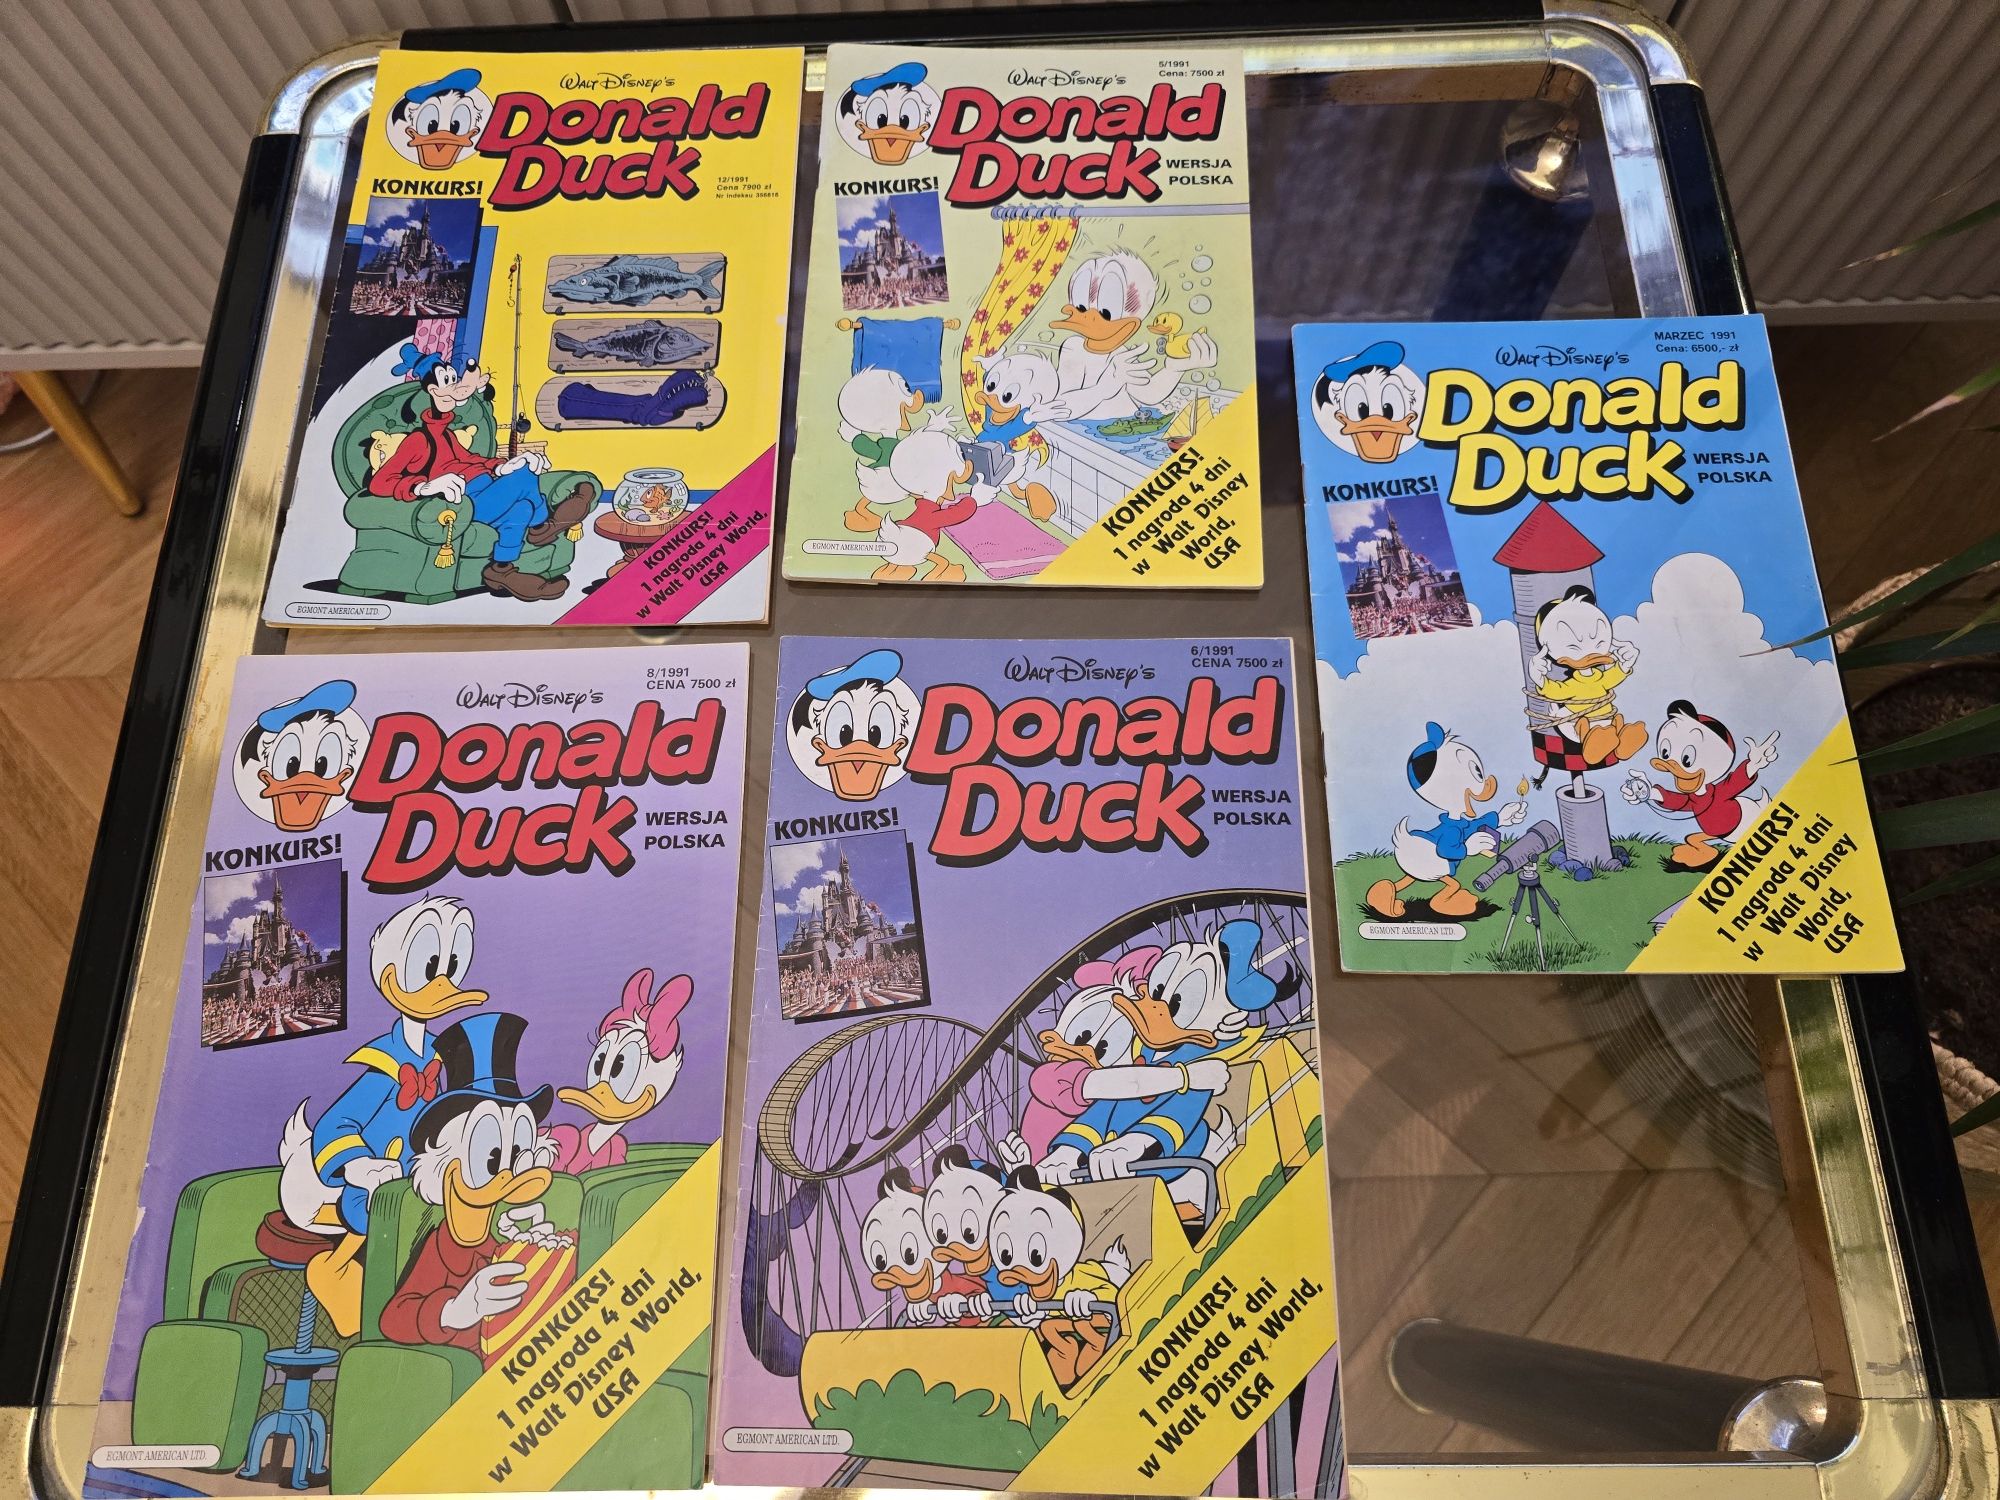 Walt Disney's
Donald
Duck
12/1991
Cena 7900 zł
Nr indeksu 356816
KONKURS!
KONKURS!
1 nagroda 4 dni
w Walt Disney World,
USA
EGMONT AMERICAN LTD.
5/1991
Cena: 7500 zł
Walt Disney's
Donald
Duck
WERSJA
POLSKA
KONKURS!
KONKURS!
1 nagroda 4 dni
w Walt Disney
World,
USA
EGMONT AMERICAN LTD.
MARZEC 1991
Cena: 6500,- zł
Walt Disney's
Donald
Duck
WERSJA
POLSKA
KONKURS!
KONKURS!
1 nagroda 4 dni
w Walt Disney
World,
USA
EGMONT AMERICAN LTD.
8/1991
CENA 7500 zł
Walt Disney's
Donald
Duck
WERSJA
POLSKA
KONKURS!
KONKURS!
1 nagroda 4 dni
w Walt Disney World,
USA
EGMONT AMERICAN LTD.
6/1991
CENA 7500 zł
Walt Disney's
Donald
Duck
WERSJA
POLSKA
KONKURS!
KONKURS!
1 nagroda 4 dni
w Walt Disney World,
USA
EGMONT AMERICAN LTD.